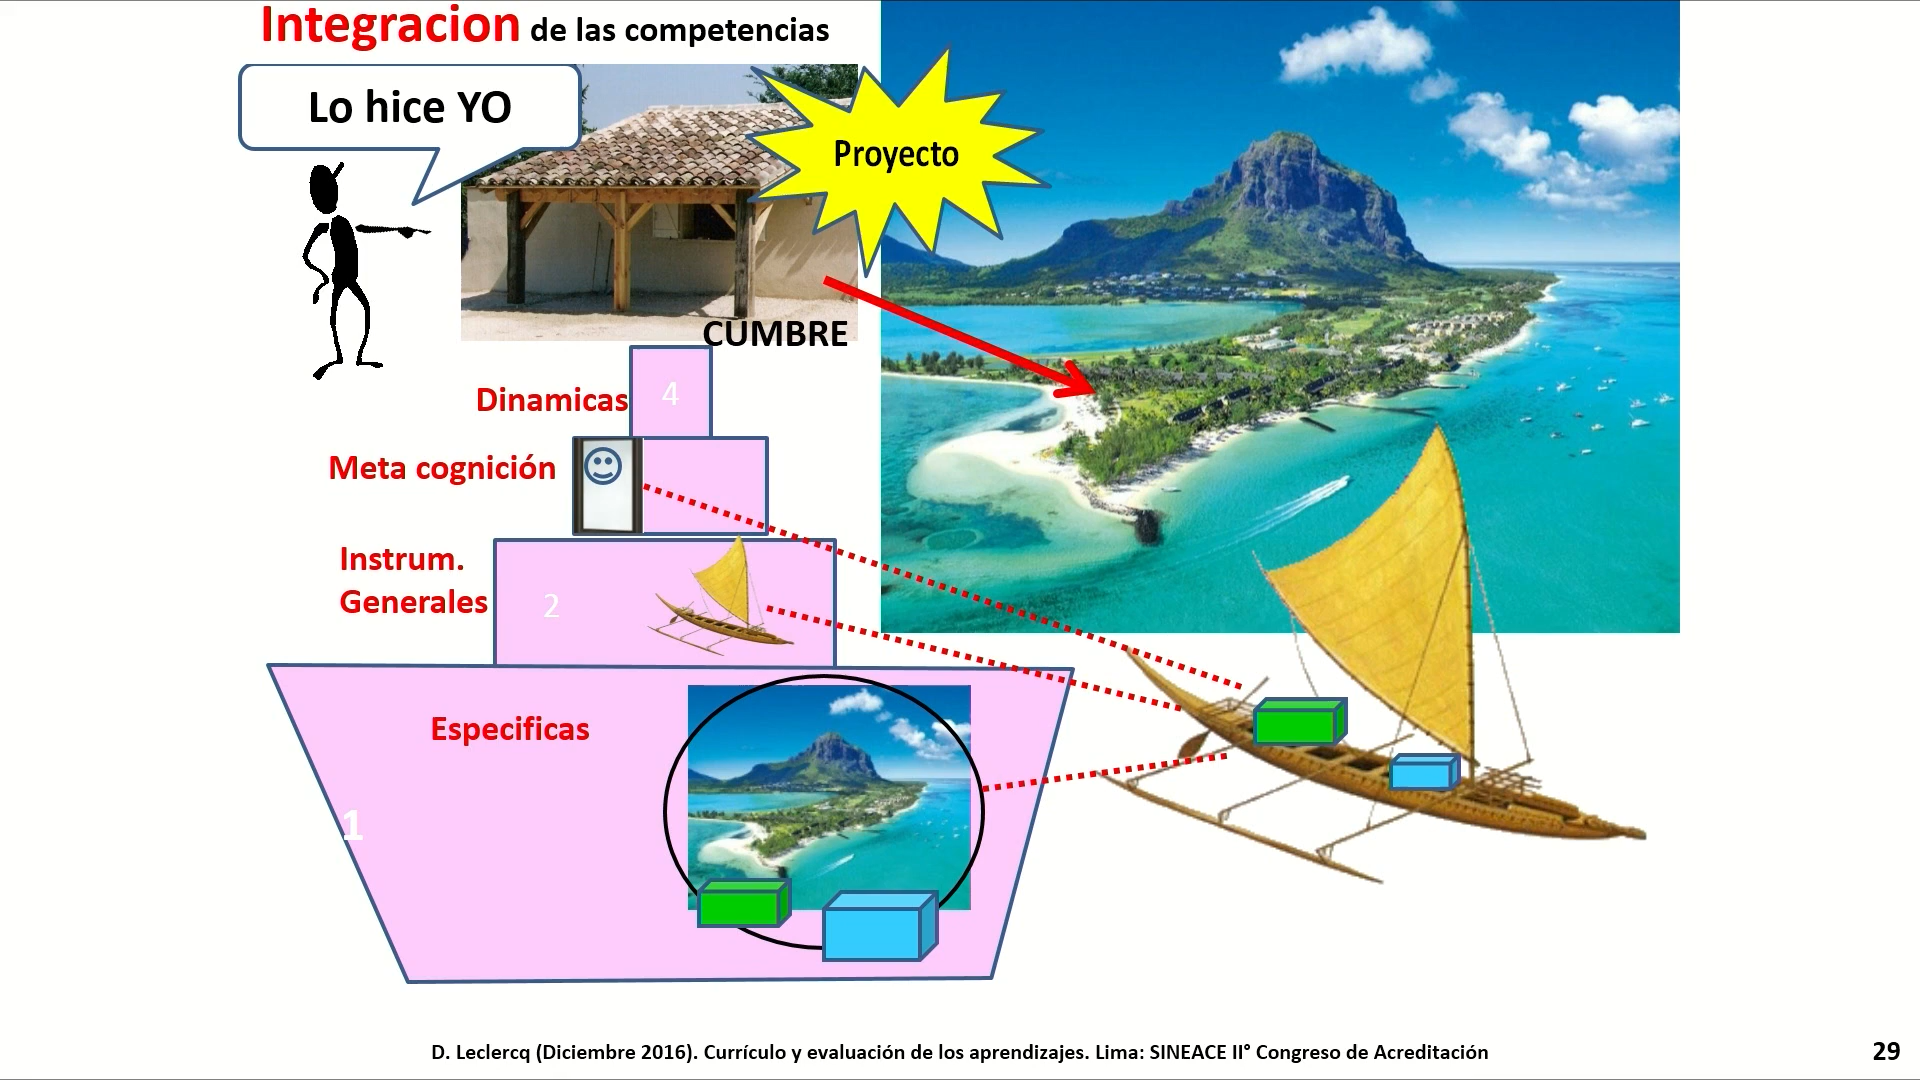 Integracion de las competencias
Lo hice YO
Proyecto
CUMBRE
Dinamicas
4
Meta cognición
Instrum.
Generales
2
Especificas
1
D. Leclercq (Diciembre 2016). Currículo y evaluación de los aprendizajes. Lima: SINEACE II° Congreso de Acreditación
29